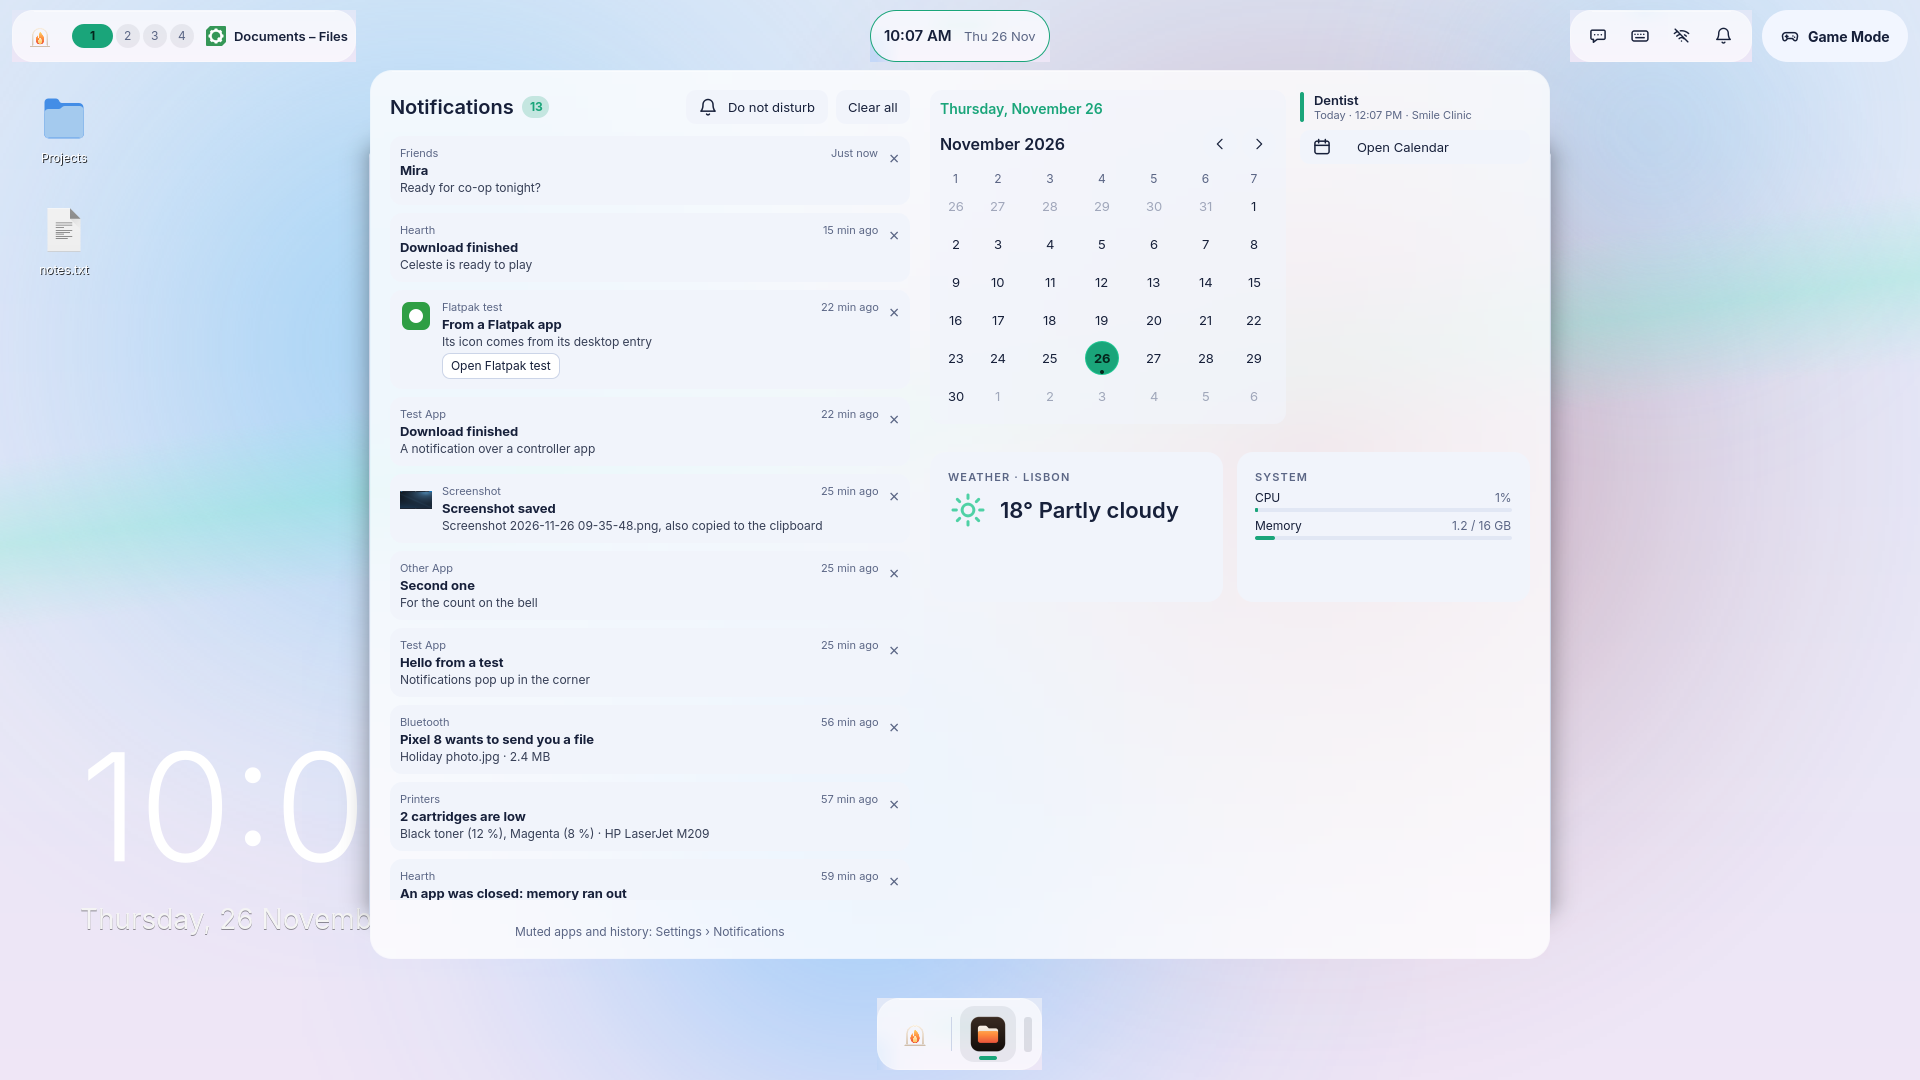 1 2 3 4 Documents – Files
10:07 AM Thu 26 Nov
Game Mode
Projects
notes.txt
10:0
Thursday, 26 Novemb
Notifications 13
Do not disturb
Clear all
Friends Just now
Mira
Ready for co-op tonight?
Hearth 15 min ago
Download finished
Celeste is ready to play
Flatpak test 22 min ago
From a Flatpak app
Its icon comes from its desktop entry
Open Flatpak test
Test App 22 min ago
Download finished
A notification over a controller app
Screenshot 25 min ago
Screenshot saved
Screenshot 2026-11-26 09-35-48.png, also copied to the clipboard
Other App 25 min ago
Second one
For the count on the bell
Test App 25 min ago
Hello from a test
Notifications pop up in the corner
Bluetooth 56 min ago
Pixel 8 wants to send you a file
Holiday photo.jpg · 2.4 MB
Printers 57 min ago
2 cartridges are low
Black toner (12 %), Magenta (8 %) · HP LaserJet M209
Hearth 59 min ago
An app was closed: memory ran out
Muted apps and history: Settings › Notifications
Thursday, November 26
November 2026
1 2 3 4 5 6 7
26 27 28 29 30 31 1
2 3 4 5 6 7 8
9 10 11 12 13 14 15
16 17 18 19 20 21 22
23 24 25 26 27 28 29
30 1 2 3 4 5 6
Dentist
Today · 12:07 PM · Smile Clinic
Open Calendar
WEATHER · LISBON
18° Partly cloudy
SYSTEM
CPU 1%
Memory 1.2 / 16 GB